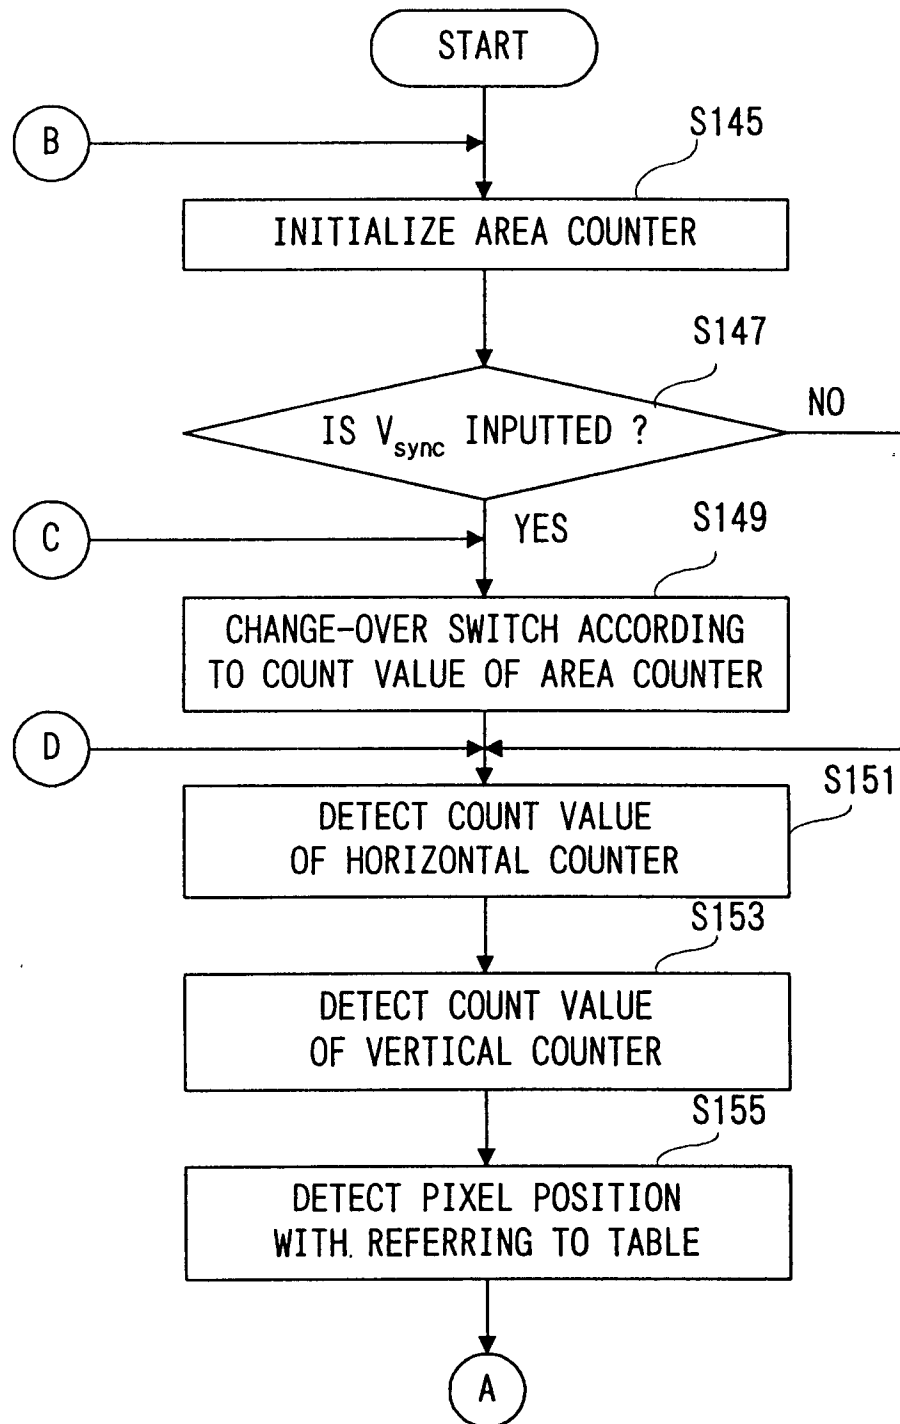 START
B
S145
INITIALIZE AREA COUNTER
S147
IS Vsync INPUTTED ?
NO
C
YES
S149
CHANGE-OVER SWITCH ACCORDING
TO COUNT VALUE OF AREA COUNTER
D
S151
DETECT COUNT VALUE
OF HORIZONTAL COUNTER
S153
DETECT COUNT VALUE
OF VERTICAL COUNTER
S155
DETECT PIXEL POSITION
WITH REFERRING TO TABLE
A